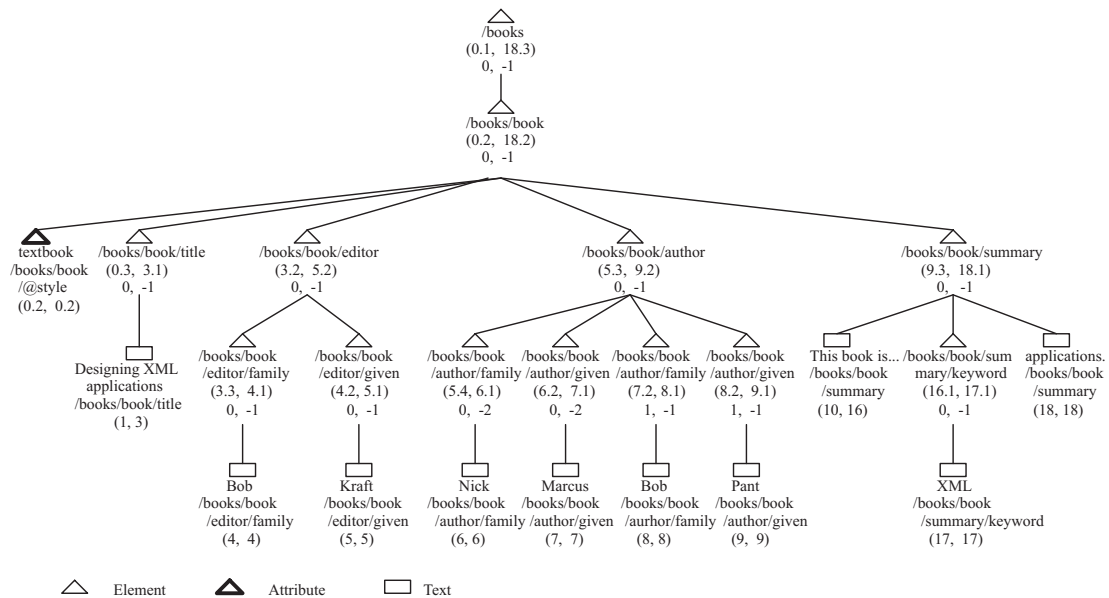 /books
(0.1, 18.3)
0, -1
/books/book
(0.2, 18.2)
0, -1
textbook
/books/book
/@style
(0.2, 0.2)
/books/book/title
(0.3, 3.1)
0, -1
/books/book/editor
(3.2, 5.2)
0, -1
/books/book/author
(5.3, 9.2)
0, -1
/books/book/summary
(9.3, 18.1)
0, -1
Designing XML
applications
/books/book/title
(1, 3)
/books/book
/editor/family
(3.3, 4.1)
0, -1
/books/book
/editor/given
(4.2, 5.1)
0, -1
/books/book
/author/family
(5.4, 6.1)
0, -2
/books/book
/author/given
(6.2, 7.1)
0, -2
/books/book
/author/family
(7.2, 8.1)
1, -1
/books/book
/author/given
(8.2, 9.1)
1, -1
This book is...
/books/book
/summary
(10, 16)
/books/book/sum
mary/keyword
(16.1, 17.1)
0, -1
applications.
/books/book
/summary
(18, 18)
Bob
/books/book
/editor/family
(4, 4)
Kraft
/books/book
/editor/given
(5, 5)
Nick
/books/book
/author/family
(6, 6)
Marcus
/books/book
/author/given
(7, 7)
Bob
/books/book
/aurhor/family
(8, 8)
Pant
/books/book
/author/given
(9, 9)
XML
/books/book
/summary/keyword
(17, 17)
Element
Attribute
Text